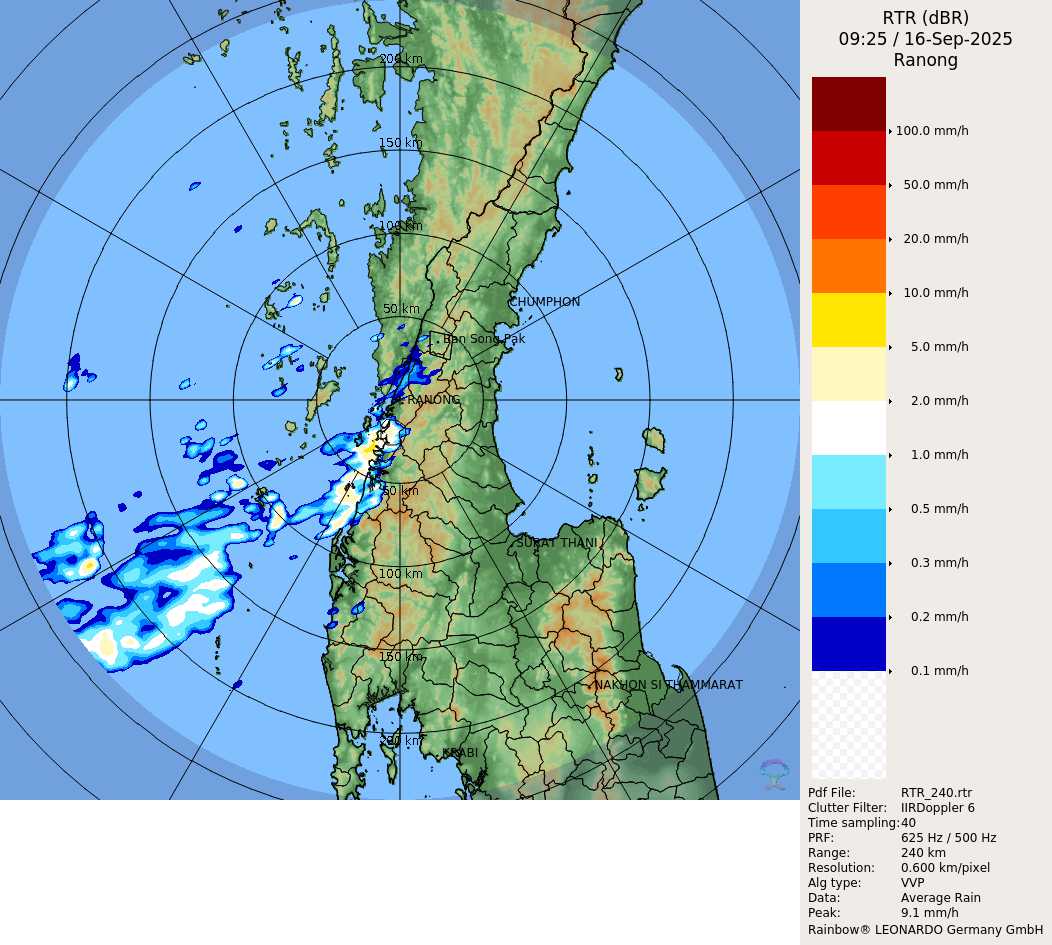 RTR (dBR)
09:25 / 16-Sep-2025
Ranong
200 km
150 km
100 km
50 km
CHUMPHON
Ban Song Pak
RANONG
50 km
SURAT THANI
100 km
150 km
NAKHON SI THAMMARAT
200 km
KRABI
100.0 mm/h
50.0 mm/h
20.0 mm/h
10.0 mm/h
5.0 mm/h
2.0 mm/h
1.0 mm/h
0.5 mm/h
0.3 mm/h
0.2 mm/h
0.1 mm/h
Pdf File: RTR_240.rtr
Clutter Filter: IIRDoppler 6
Time sampling: 40
PRF: 625 Hz / 500 Hz
Range: 240 km
Resolution: 0.600 km/pixel
Alg type: VVP
Data: Average Rain
Peak: 9.1 mm/h
Rainbow® LEONARDO Germany GmbH